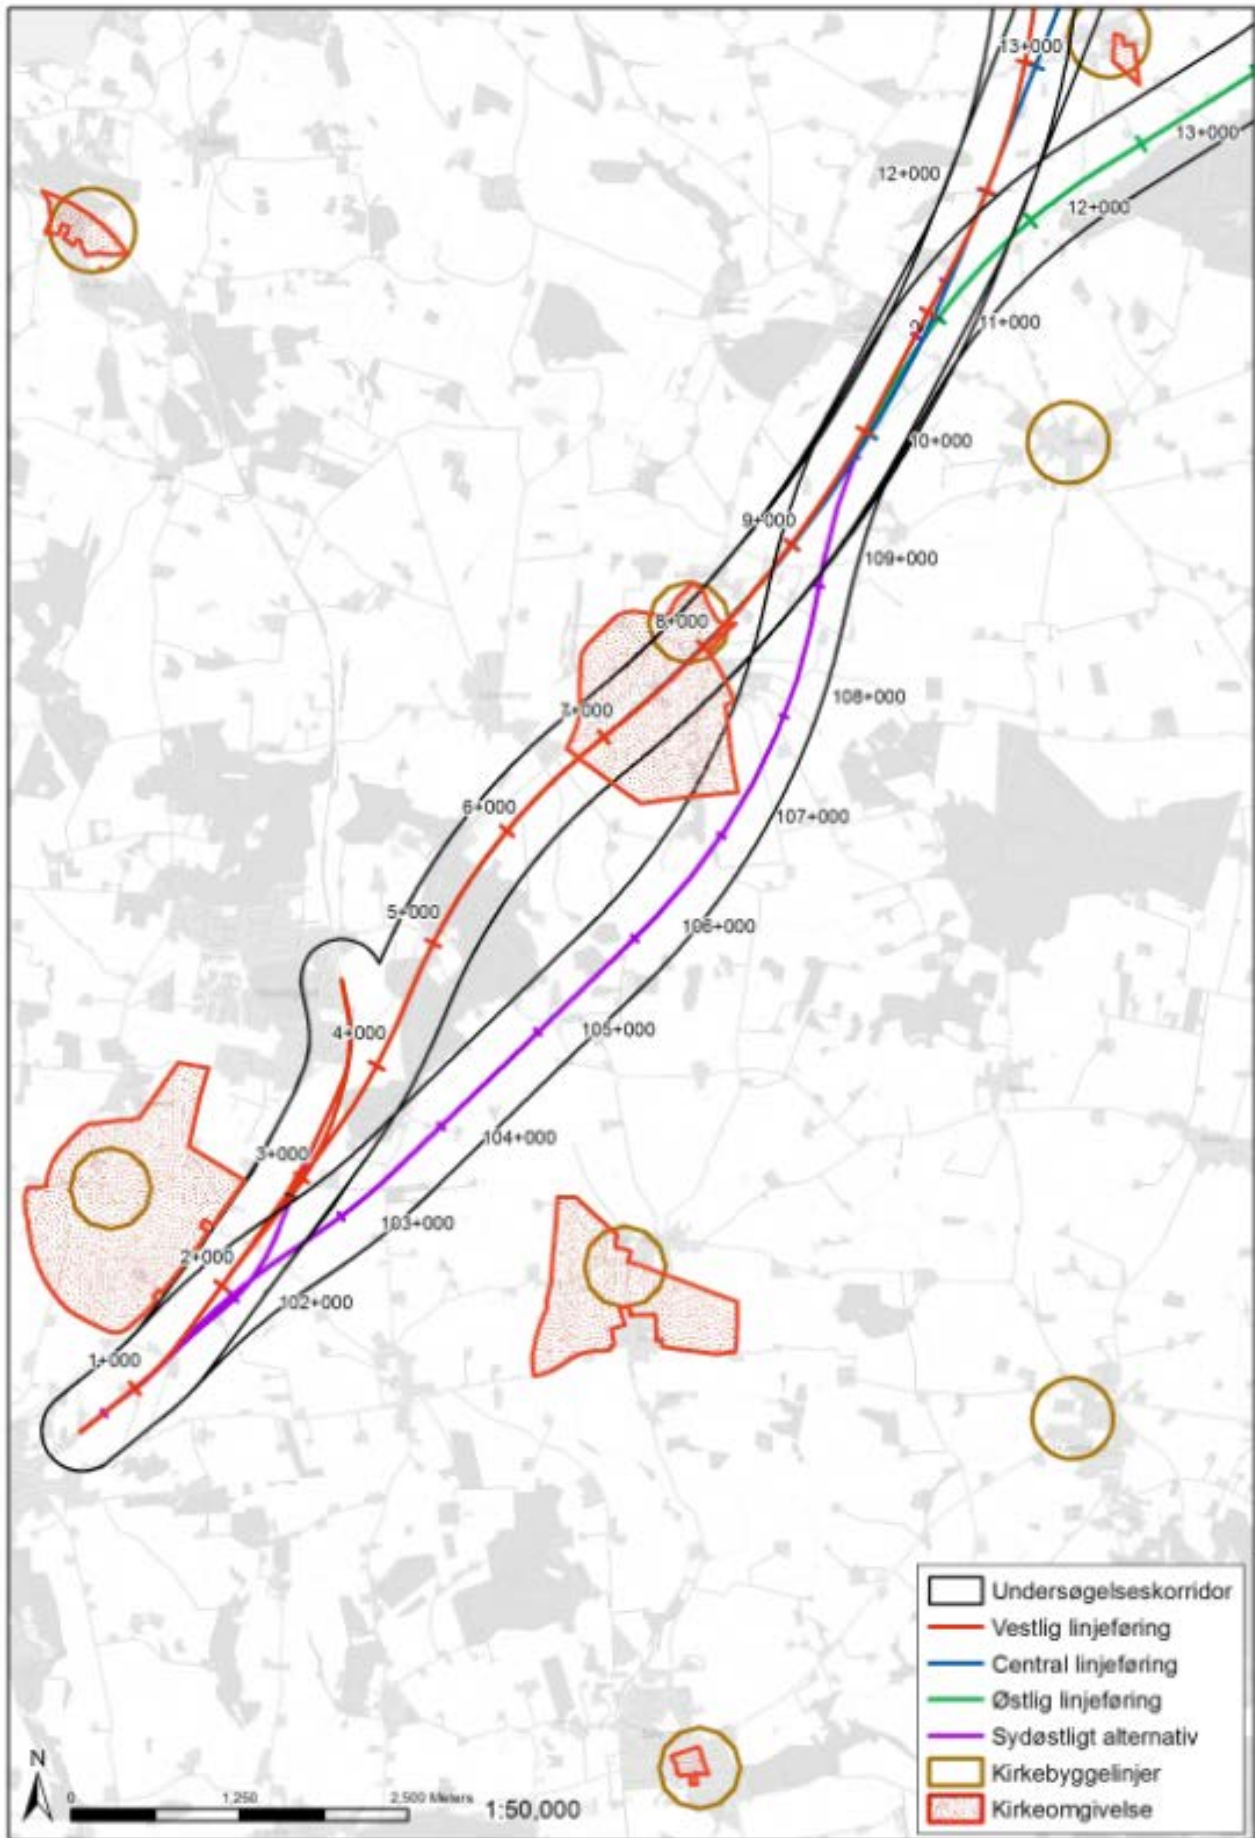 13+000
13+000
12+000
12+000
11+000
10+000
9+000
109+000
8+000
108+000
7+000
6+000
107+000
5+000
106+000
4+000
105+000
104+000
3+000
103+000
2+000
102+000
1+000
Undersøgelseskorridor
Vestlig linjeføring
Central linjeføring
Østlig linjeføring
Sydøstligt alternativ
Kirkebyggelinjer
Kirkeomgivelse
N
0 1,250 2,500 Meters
1:50,000